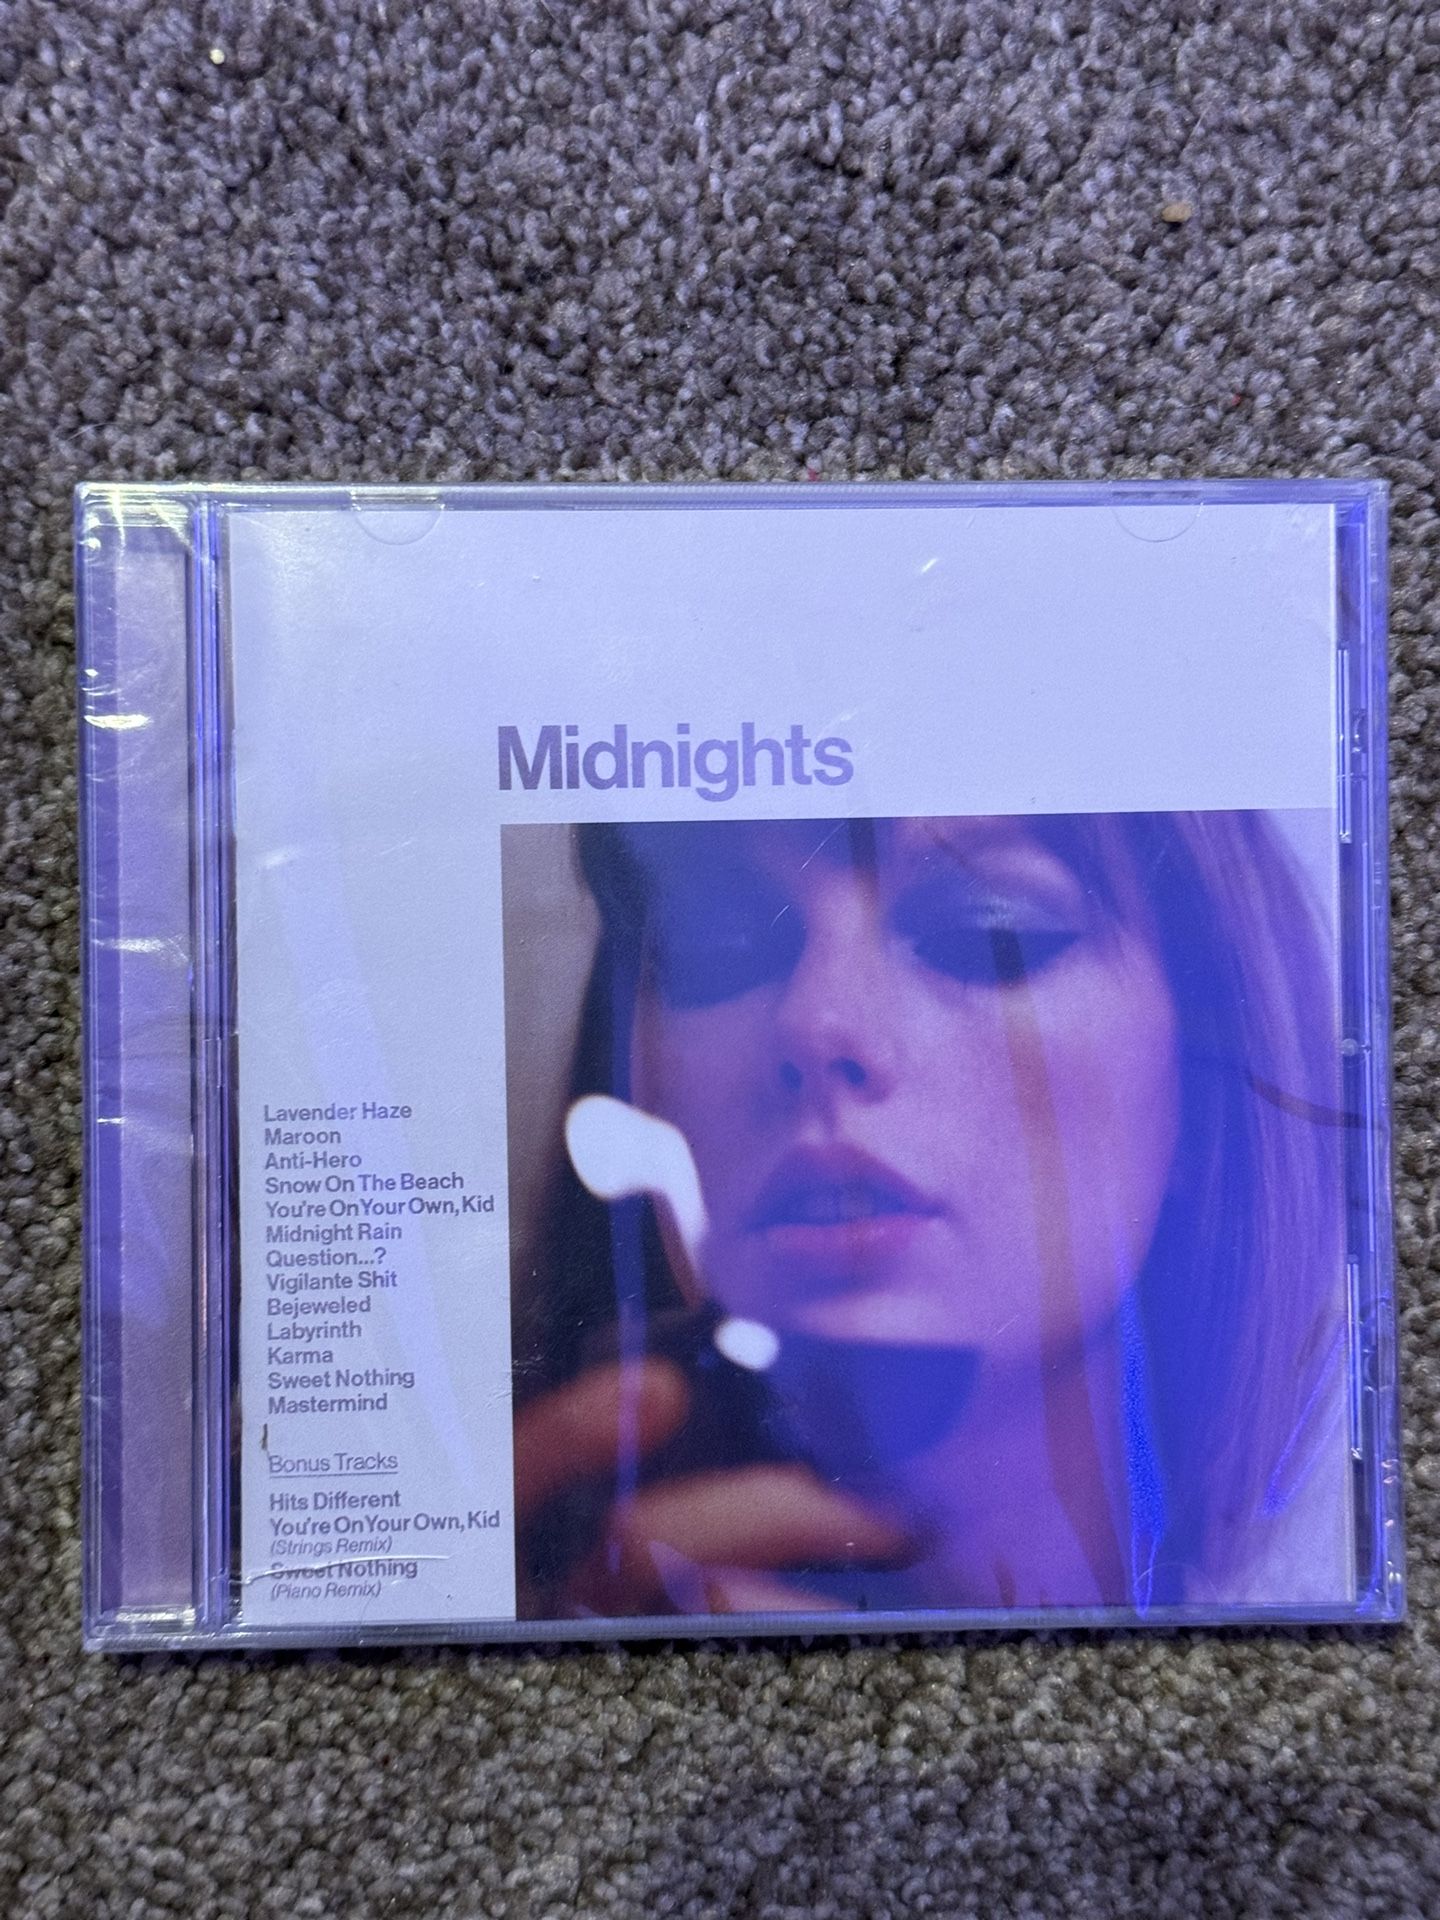 Midnights
Lavender Haze
Maroon
Anti-Hero
Snow On The Beach
You're On Your Own, Kid
Midnight Rain
Question...?
Vigilante Shit
Bejeweled
Labyrinth
Karma
Sweet Nothing
Mastermind
Bonus Tracks
Hits Different
You're On Your Own, Kid
(Strings Remix)
Sweet Nothing
(Piano Remix)